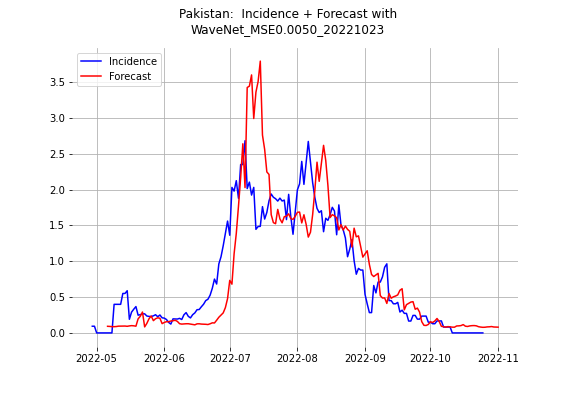 Pakistan:  Incidence + Forecast with
WaveNet_MSE0.0050_20221023
Incidence
Forecast
3.5
3.0
2.5
2.0
1.5
1.0
0.5
0.0
2022-05 2022-06 2022-07 2022-08 2022-09 2022-10 2022-11